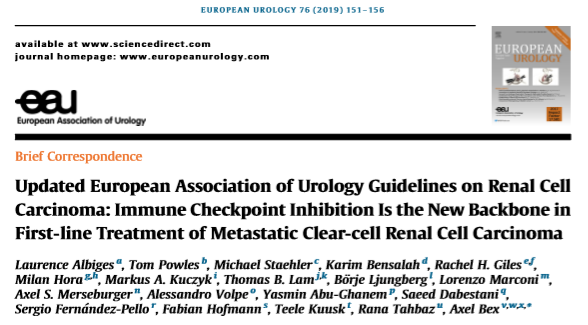 EUROPEAN UROLOGY 76 (2019) 151–156
available at www.sciencedirect.com
journal homepage: www.europeanurology.com
EUROPEAN
UROLOGY
eau
European Association of Urology
Brief Correspondence
Updated European Association of Urology Guidelines on Renal Cell
Carcinoma: Immune Checkpoint Inhibition Is the New Backbone in
First-line Treatment of Metastatic Clear-cell Renal Cell Carcinoma
Laurence Albiges a, Tom Powles b, Michael Staehler c, Karim Bensalah d, Rachel H. Giles e,f,
Milan Hora g,h, Markus A. Kuczyk i, Thomas B. Lam j,k, Börje Ljungberg l, Lorenzo Marconi m,
Axel S. Merseburger n, Alessandro Volpe o, Yasmin Abu-Ghanem p, Saeed Dabestani q,
Sergio Fernández-Pello r, Fabian Hofmann s, Teele Kuusk t, Rana Tahbaz u, Axel Bex v,w,x,*